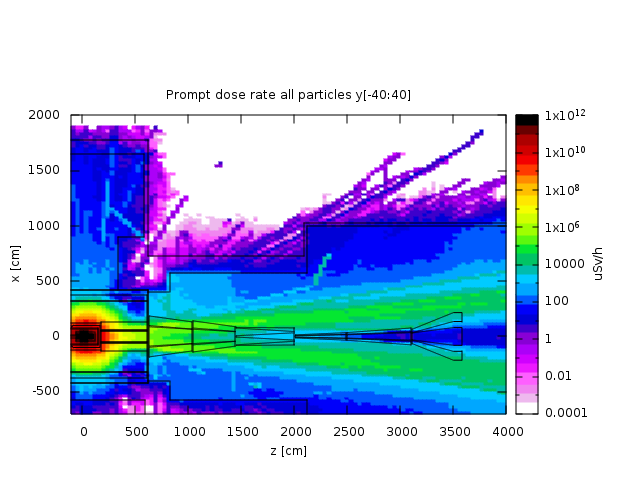 Prompt dose rate all particles y[-40:40]
2000
1500
1000
500
0
-500
x [cm]
0
500
1000
1500
2000
2500
3000
3500
4000
z [cm]
1x10^12
1x10^10
1x10^8
1x10^6
10000
100
1
0.01
0.0001
uSv/h